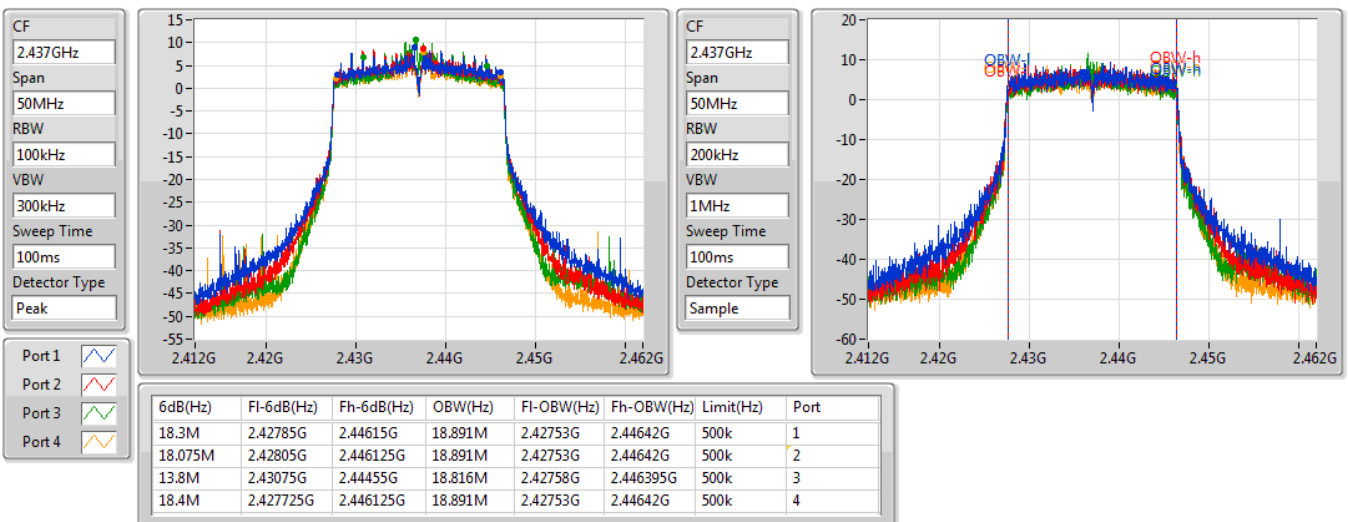 CF
2.437GHz
Span
50MHz
RBW
100kHz
VBW
300kHz
Sweep Time
100ms
Detector Type
Peak
15
10
5
0
-5
-10
-15
-20
-25
-30
-35
-40
-45
-50
-55
2.412G 2.42G 2.43G 2.44G 2.45G 2.462G
CF
2.437GHz
Span
50MHz
RBW
200kHz
VBW
1MHz
Sweep Time
100ms
Detector Type
Sample
20
10
0
-10
-20
-30
-40
-50
-60
OBW-l OBW-h
OBW-h
2.412G 2.42G 2.43G 2.44G 2.45G 2.462G
Port 1
Port 2
Port 3
Port 4
6dB(Hz) Fl-6dB(Hz) Fh-6dB(Hz) OBW(Hz) Fl-OBW(Hz) Fh-OBW(Hz) Limit(Hz) Port
18.3M 2.42785G 2.44615G 18.891M 2.42753G 2.44642G 500k 1
18.075M 2.42805G 2.446125G 18.891M 2.42753G 2.44642G 500k 2
13.8M 2.43075G 2.44455G 18.816M 2.42758G 2.446395G 500k 3
18.4M 2.427725G 2.446125G 18.891M 2.42753G 2.44642G 500k 4